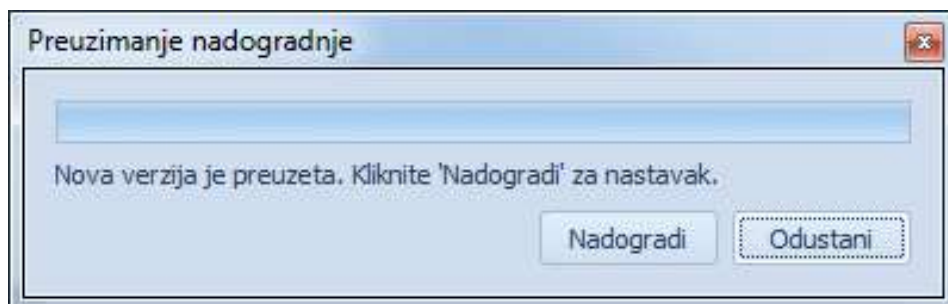 Preuzimanje nadogradnje
Nova verzija je preuzeta. Kliknite 'Nadogradi' za nastavak.
Nadogradi
Odustani